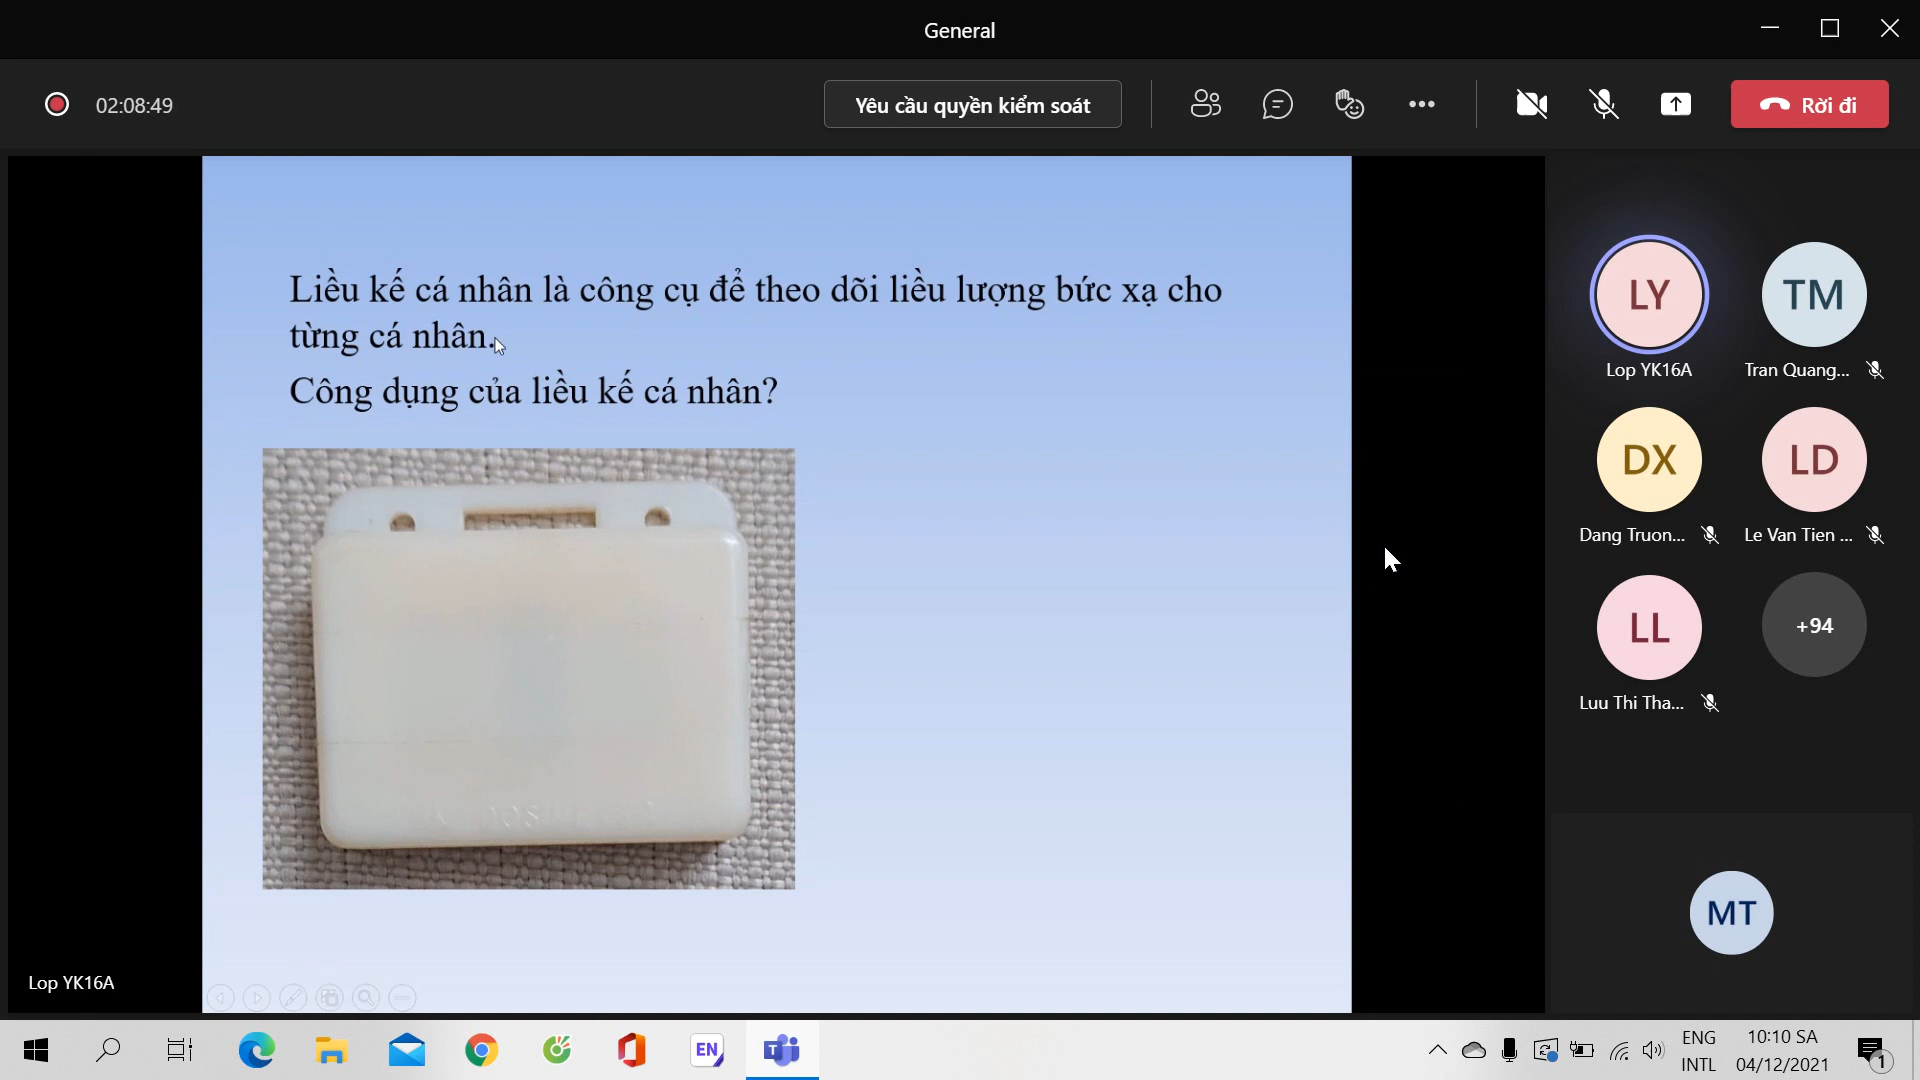 General
02:08:49
Yêu cầu quyền kiểm soát
Rời đi
Liều kế cá nhân là công cụ để theo dõi liều lượng bức xạ cho
từng cá nhân.
Công dụng của liều kế cá nhân?
LY
TM
Lop YK16A
Tran Quang...
DX
LD
Dang Truon...
Le Van Tien ...
LL
+94
Luu Thi Tha...
MT
Lop YK16A
EN
T
ENG
INTL
10:10 SA
04/12/2021
1